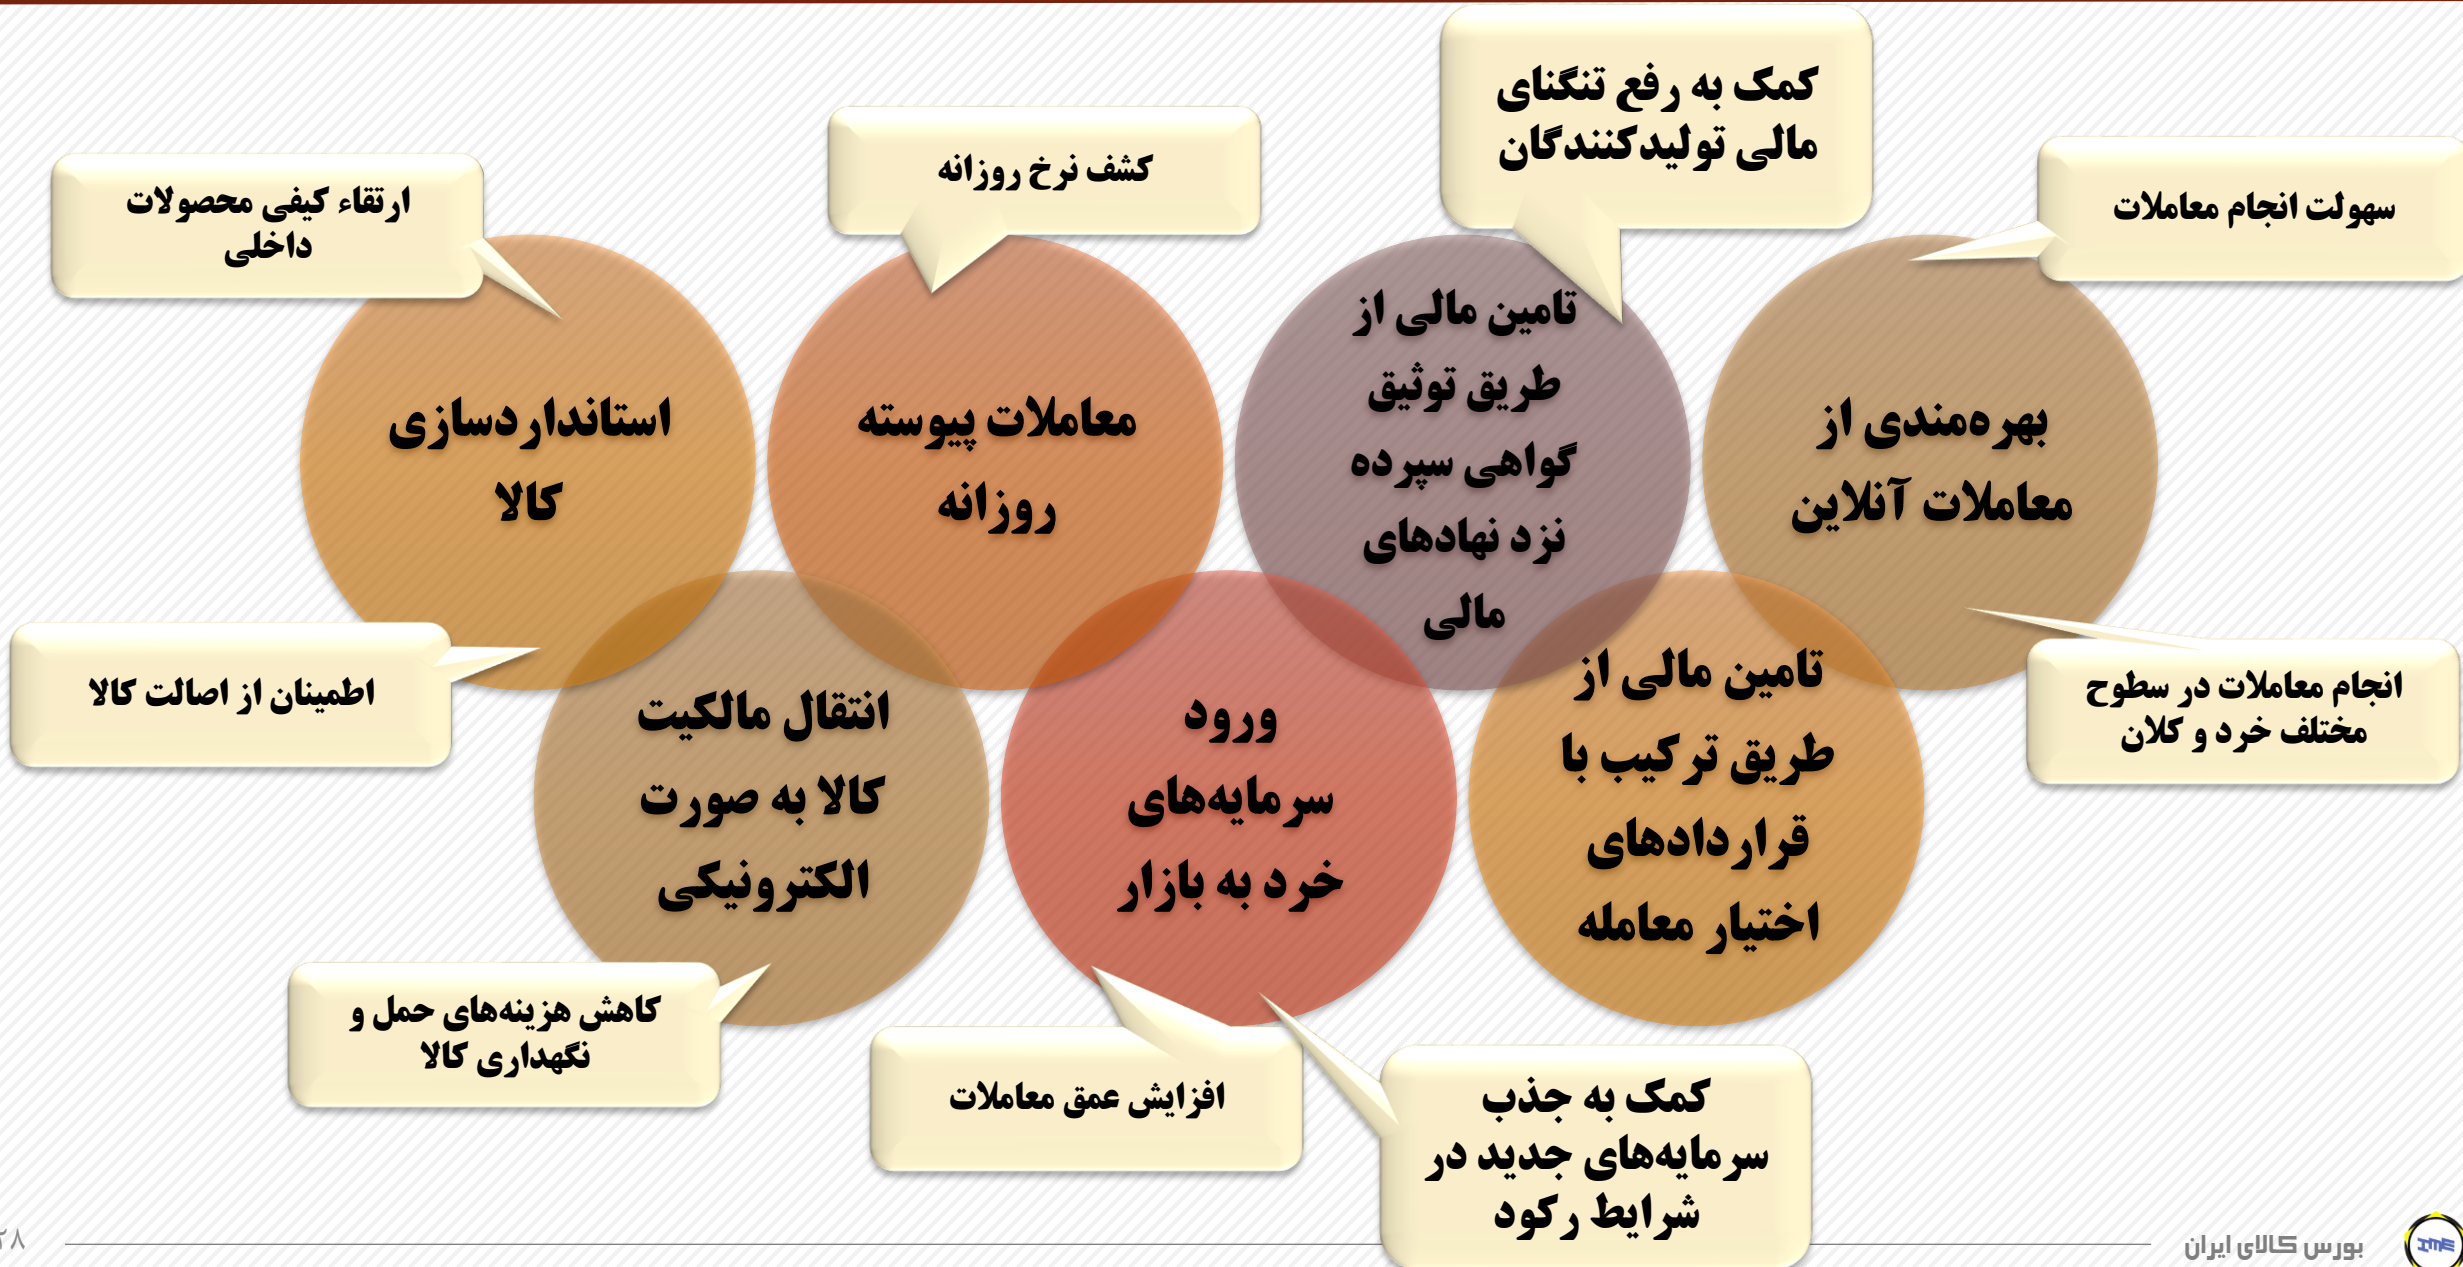 کمک به رفع تنگنای
مالی تولیدکنندگان
سهولت انجام معاملات
کشف نرخ روزانه
ارتقاء کیفی محصولات
داخلی
بهره‌مندی از
معاملات آنلاین
تامین مالی از
طریق توثیق
گواهی سپرده
نزد نهادهای
مالی
معاملات پیوسته
روزانه
استانداردسازی
کالا
انجام معاملات در سطوح
مختلف خرد و کلان
تامین مالی از
طریق ترکیب با
قراردادهای
اختیار معامله
ورود
سرمایه‌های
خرد به بازار
انتقال مالکیت
کالا به صورت
الکترونیکی
اطمینان از اصالت کالا
کمک به جذب
سرمایه‌های جدید در
شرایط رکود
افزایش عمق معاملات
کاهش هزینه‌های حمل و
نگهداری کالا
IME
بورس کالای ایران
۲۸